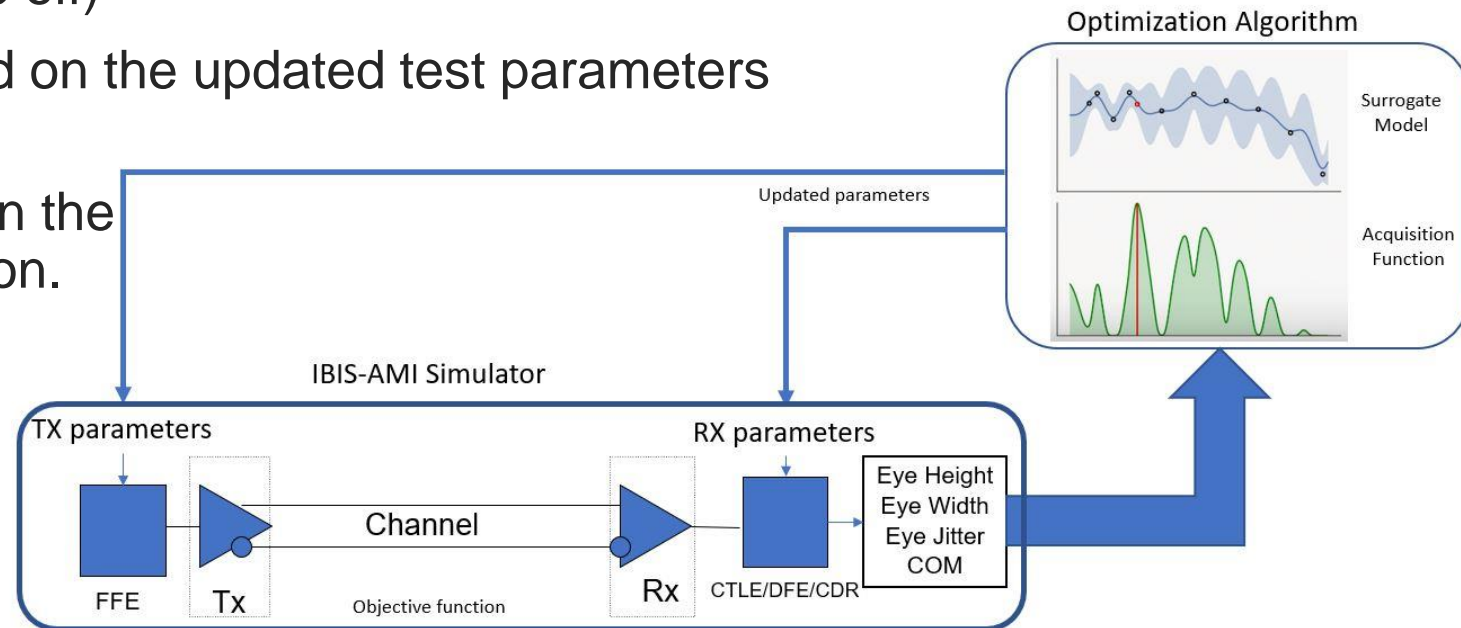 d on the updated test parameters
n the
on.
Optimization Algorithm
Surrogate
Model
Acquisition
Function
Updated parameters
IBIS-AMI Simulator
TX parameters
RX parameters
Eye Height
Eye Width
Eye Jitter
COM
Channel
FFE
Tx
Objective function
Rx
CTLE/DFE/CDR